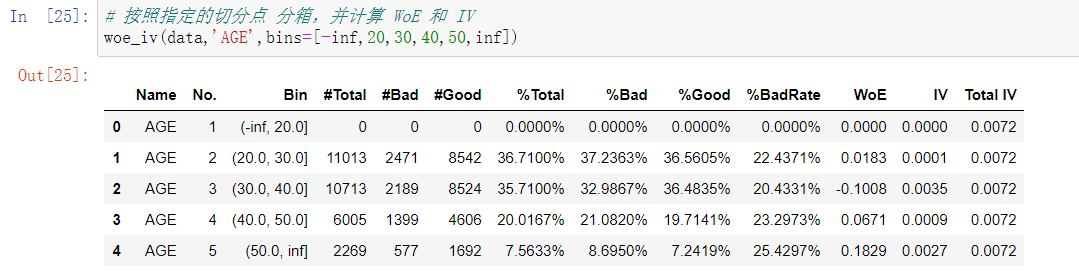 In [25]: # 按照指定的切分点 分箱，并计算 WoE 和 IV
woe_iv(data,'AGE',bins=[-inf,20,30,40,50,inf])
Out[25]:
Name No. Bin #Total #Bad #Good %Total %Bad %Good %BadRate WoE IV Total IV
0 AGE 1 (-inf, 20.0] 0 0 0 0.0000% 0.0000% 0.0000% 0.0000% 0.0000 0.0000 0.0072
1 AGE 2 (20.0, 30.0] 11013 2471 8542 36.7100% 37.2363% 36.5605% 22.4371% 0.0183 0.0001 0.0072
2 AGE 3 (30.0, 40.0] 10713 2189 8524 35.7100% 32.9867% 36.4835% 20.4331% -0.1008 0.0035 0.0072
3 AGE 4 (40.0, 50.0] 6005 1399 4606 20.0167% 21.0820% 19.7141% 23.2973% 0.0671 0.0009 0.0072
4 AGE 5 (50.0, inf] 2269 577 1692 7.5633% 8.6950% 7.2419% 25.4297% 0.1829 0.0027 0.0072